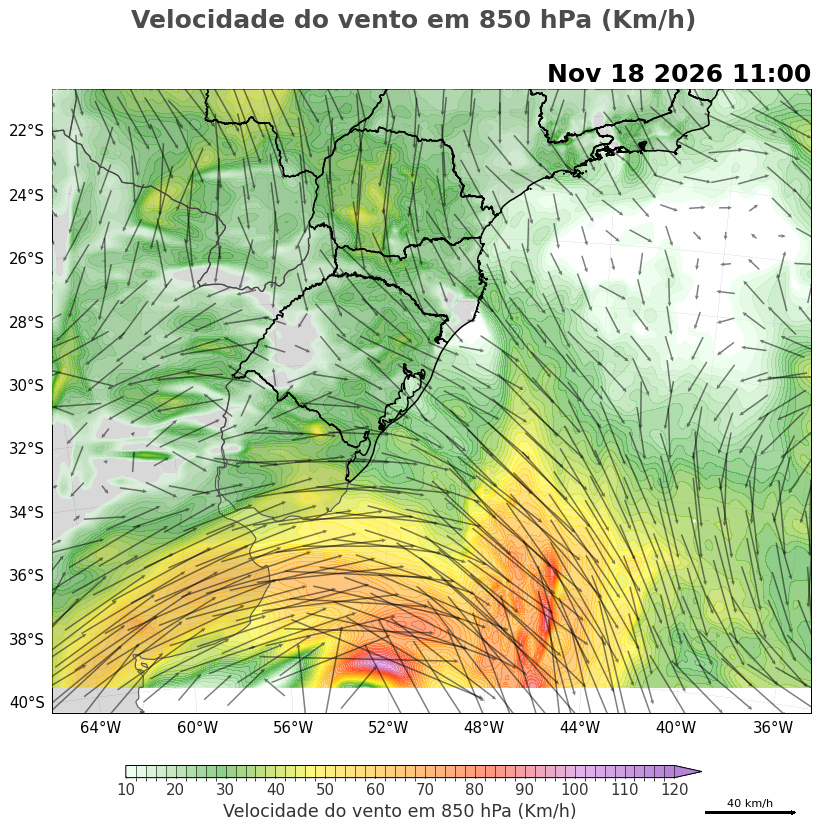 Velocidade do vento em 850 hPa (Km/h)
Nov 18 2026 11:00
22°S
24°S
26°S
28°S
30°S
32°S
34°S
36°S
38°S
40°S
64°W 60°W 56°W 52°W 48°W 44°W 40°W 36°W
10 20 30 40 50 60 70 80 90 100 110 120
Velocidade do vento em 850 hPa (Km/h)
40 km/h